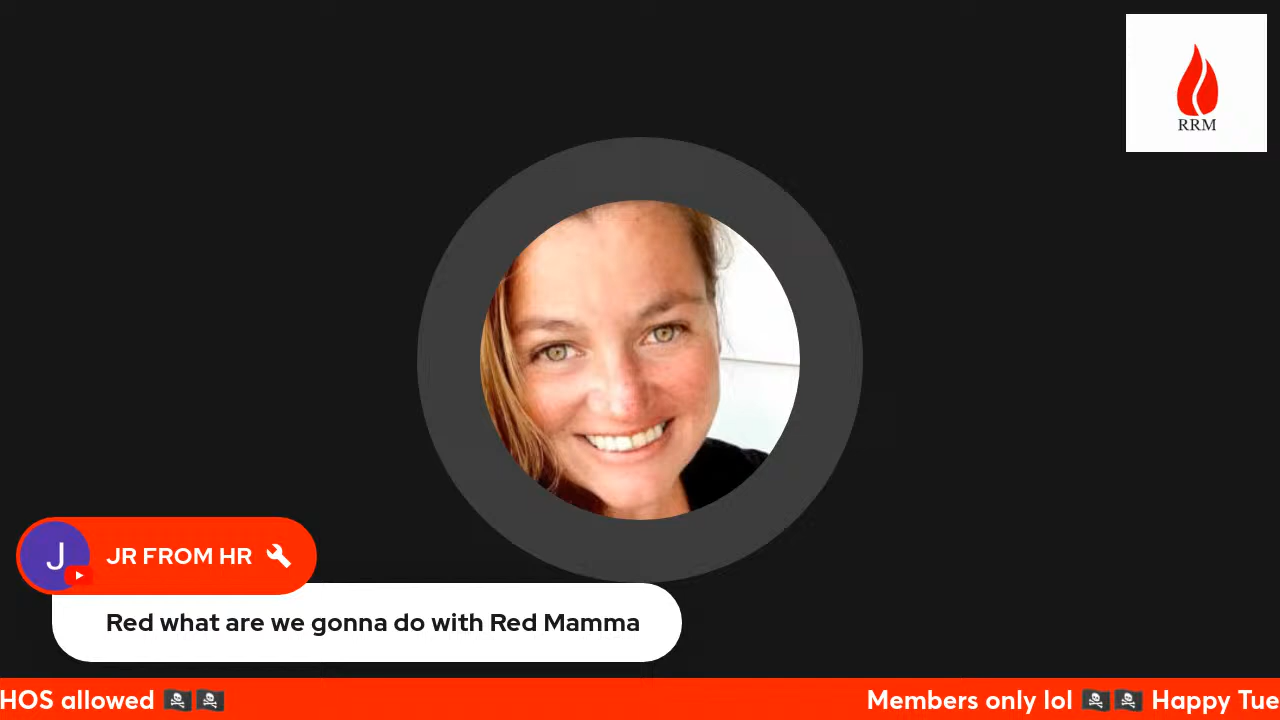 RRM
JR FROM HR
Red what are we gonna do with Red Mamma
HOS allowed 🏴‍☠️🏴‍☠️ Members only lol 🏴‍☠️🏴‍☠️ Happy Tue